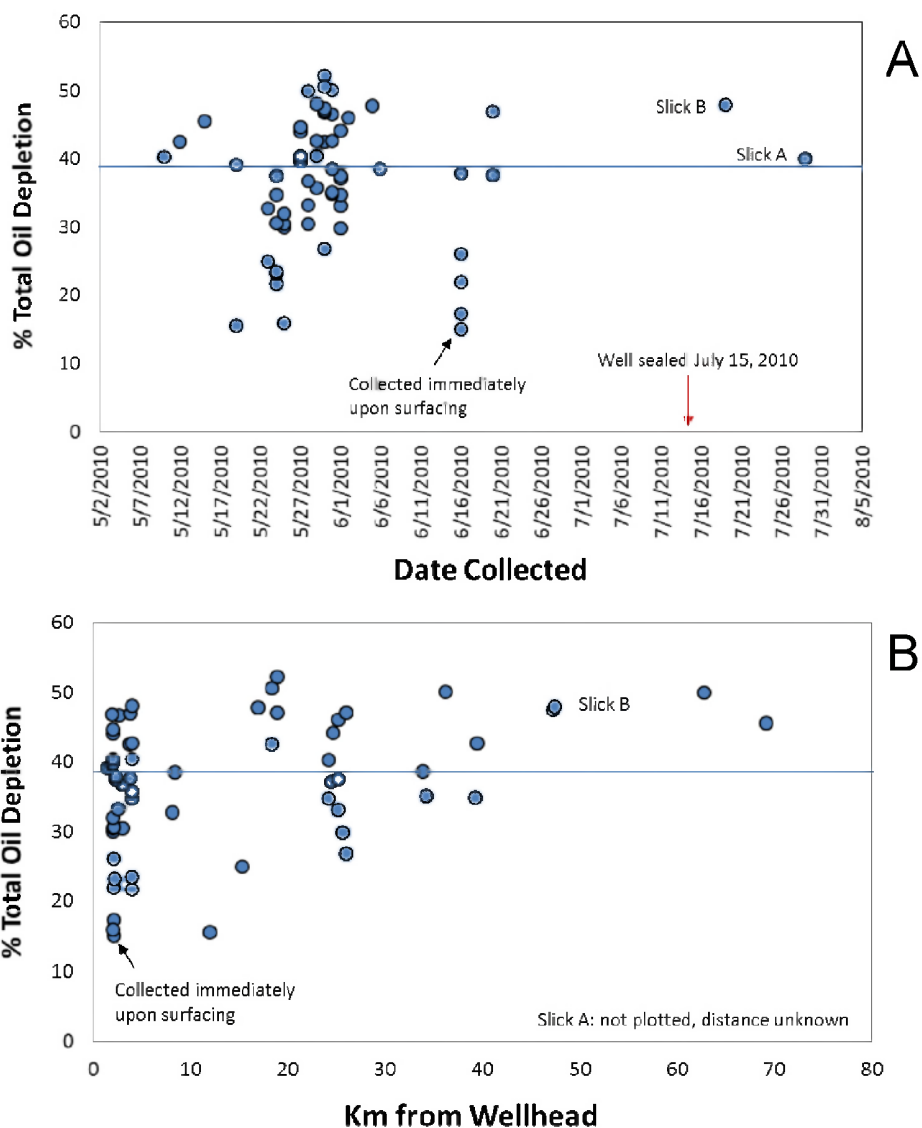 A
60
50
40
30
20
10
0
% Total Oil Depletion
Slick B
Slick A
Collected immediately
upon surfacing
Well sealed July 15, 2010
5/2/2010
5/7/2010
5/12/2010
5/17/2010
5/22/2010
5/27/2010
6/1/2010
6/6/2010
6/11/2010
6/16/2010
6/21/2010
6/26/2010
7/1/2010
7/6/2010
7/11/2010
7/16/2010
7/21/2010
7/26/2010
7/31/2010
8/5/2010
Date Collected
B
60
50
40
30
20
10
0
% Total Oil Depletion
Slick B
Collected immediately
upon surfacing
Slick A: not plotted, distance unknown
0 10 20 30 40 50 60 70 80
Km from Wellhead